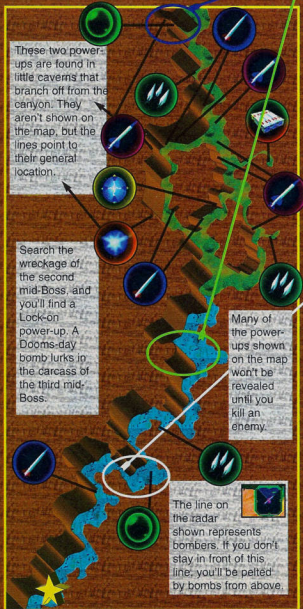 These two power-
ups are found in
little caverns that
branch off from the
canyon. They
aren't shown on
the map, but the
lines point to
their general
location.
Search the
wreckage of
the second
mid-Boss, and
you'll find a
Lock-on
power-up. A
Dooms-day
bomb lurks in
the carcass of
the third mid-
Boss.
Many of
the power-
ups shown
on the map
won't be
revealed
until you
kill an
enemy.
The line on
the radar
shown represents
bombers. If you don't
stay in front of this
line, you'll be pelted
by bombs from above.